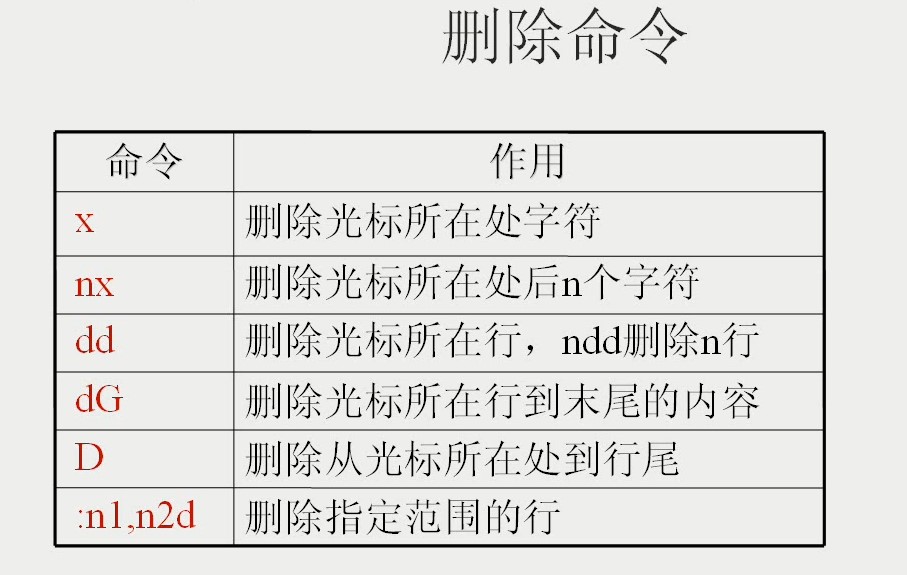 删除命令
命令 作用
x 删除光标所在处字符
nx 删除光标所在处后n个字符
dd 删除光标所在行，ndd删除n行
dG 删除光标所在行到末尾的内容
D 删除从光标所在处到行尾
:n1,n2d 删除指定范围的行